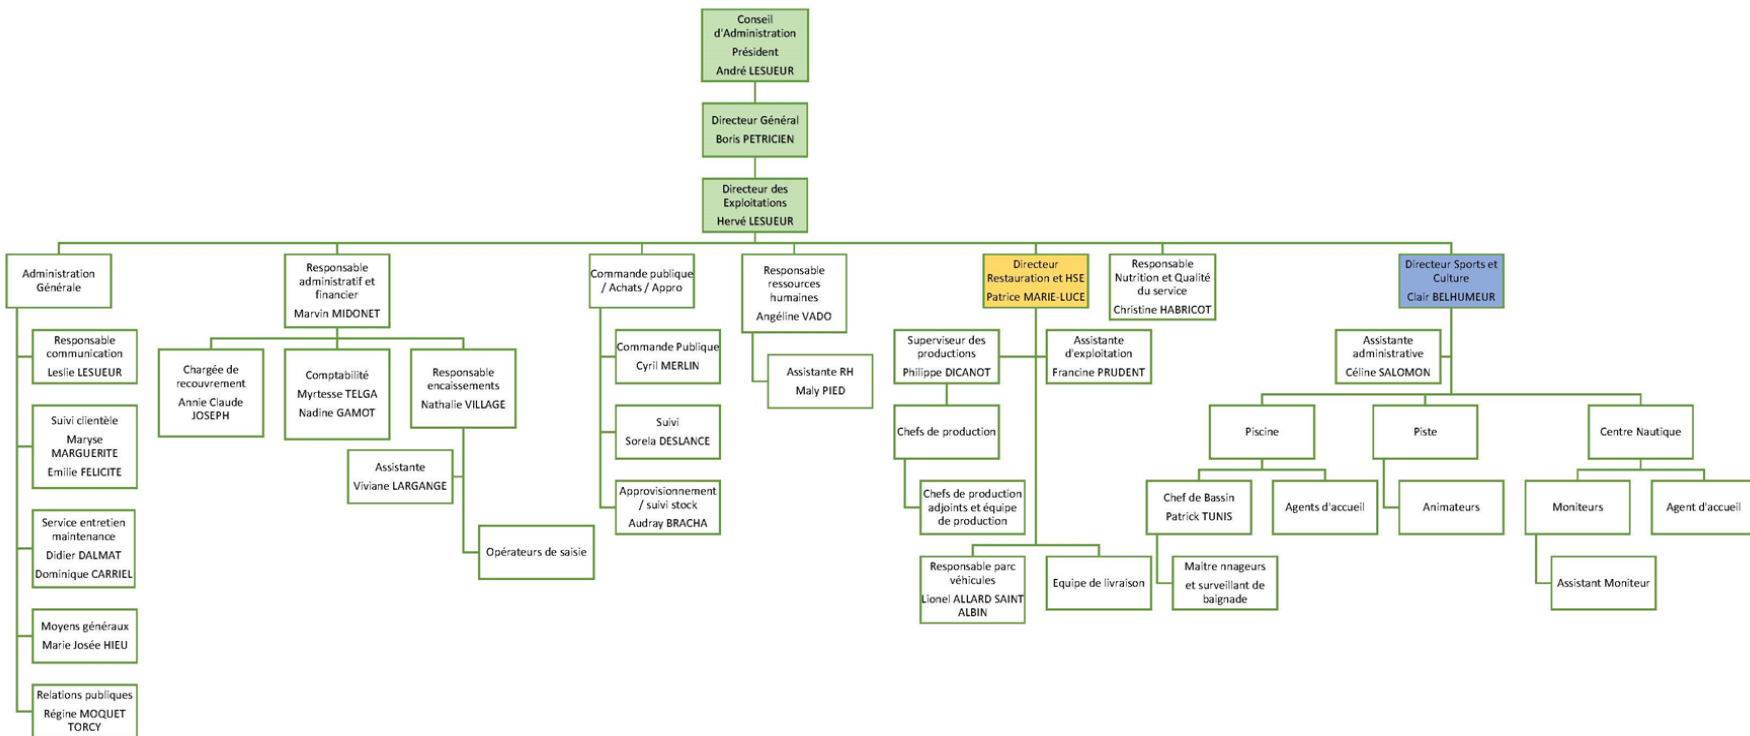 Conseil
d'Administration
Président
André LESUEUR
Directeur Général
Boris PETRICIEN
Directeur des
Exploitations
Hervé LESUEUR
Administration
Générale
Responsable
communication
Leslie LESUEUR
Suivi clientèle
Maryse
MARGUERITE
Emilie FELICITE
Service entretien
maintenance
Didier DALMAT
Dominique CARRIEL
Moyens généraux
Marie Josée HIEU
Relations publiques
Régine MOQUET
TORCY
Responsable
administratif et
financier
Marvin MIDONET
Chargée de
recouvrement
Annie Claude
JOSEPH
Comptabilité
Myrtesse TELGA
Nadine GAMOT
Responsable
encaissements
Nathalie VILLAGE
Assistante
Viviane LARGANGE
Opérateurs de saisie
Commande publique
/ Achats / Appro
Commande Publique
Cyril MERLIN
Suivi
Sorela DESLANCE
Approvisionnement
/ suivi stock
Audray BRACHA
Responsable
ressources
humaines
Angéline VADO
Assistante RH
Maly PIED
Directeur
Restauration et HSE
Patrice MARIE-LUCE
Superviseur des
productions
Philippe DICANOT
Assistante
d'exploitation
Francine PRUDENT
Chefs de production
Chefs de production
adjoints et équipe
de production
Responsable parc
véhicules
Lionel ALLARD SAINT
ALBIN
Equipe de livraison
Responsable
Nutrition et Qualité
du service
Christine HABRICOT
Directeur Sports et
Culture
Clair BELHUMEUR
Assistante
administrative
Céline SALOMON
Piscine
Chef de Bassin
Patrick TUNIS
Maitre nnageurs
et surveillant de
baignade
Agents d'accueil
Piste
Animateurs
Centre Nautique
Moniteurs
Assistant Moniteur
Agent d'accueil